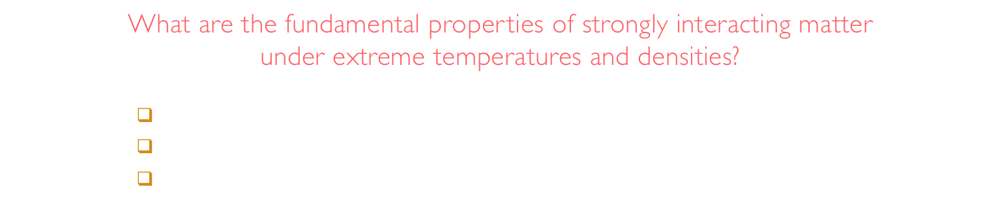 What are the fundamental properties of strongly interacting matter
under extreme temperatures and densities?
❑
❑
❑